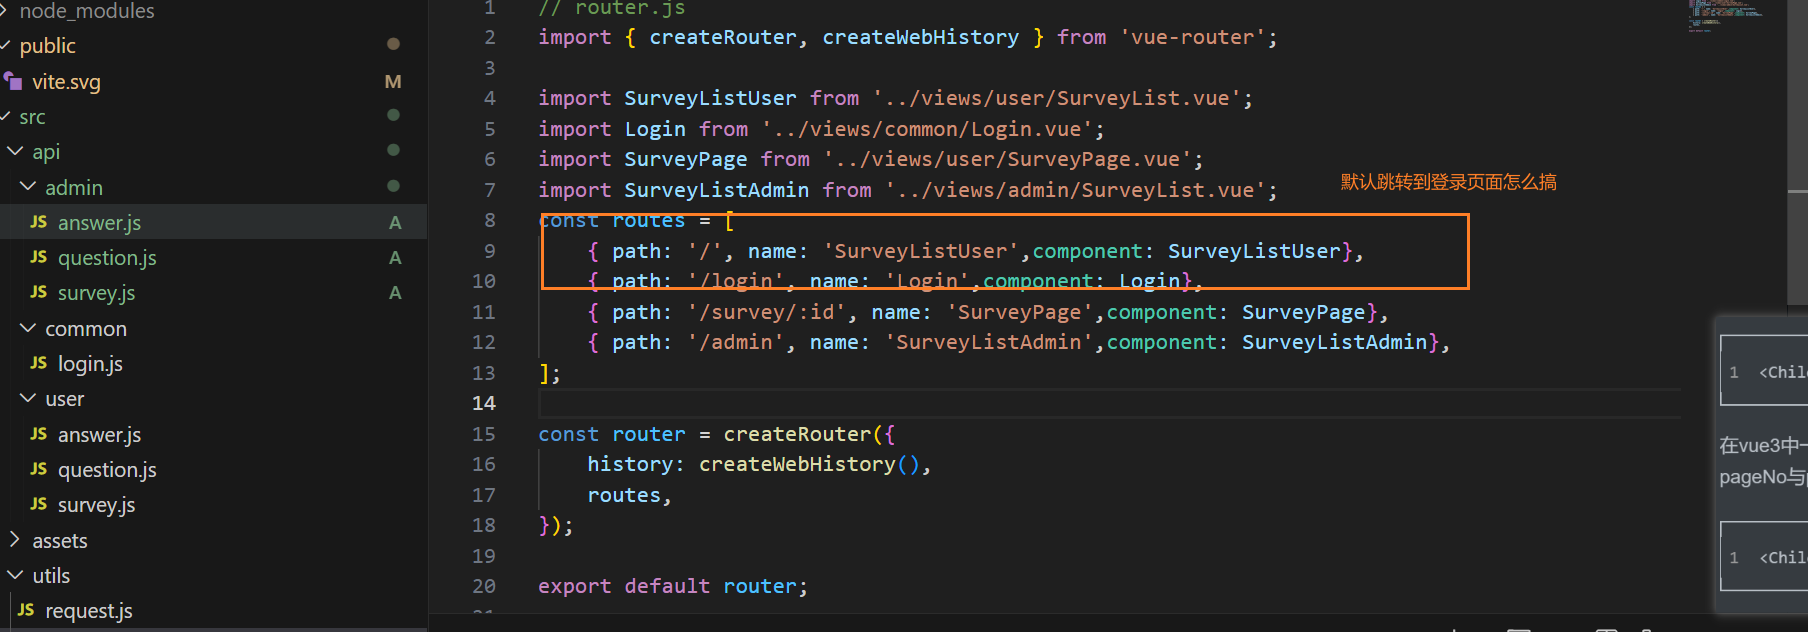 node_modules
public
vite.svg M
src
api
admin
JS answer.js A
JS question.js A
JS survey.js A
common
JS login.js
user
JS answer.js
JS question.js
JS survey.js
assets
utils
JS request.js
1 // router.js
2 import { createRouter, createWebHistory } from 'vue-router';
3
4 import SurveyListUser from '../views/user/SurveyList.vue';
5 import Login from '../views/common/Login.vue';
6 import SurveyPage from '../views/user/SurveyPage.vue';
7 import SurveyListAdmin from '../views/admin/SurveyList.vue';
默认跳转到登录页面怎么搞
8 const routes = [
9 { path: '/', name: 'SurveyListUser',component: SurveyListUser},
10 { path: '/login', name: 'Login',component: Login},
11 { path: '/survey/:id', name: 'SurveyPage',component: SurveyPage},
12 { path: '/admin', name: 'SurveyListAdmin',component: SurveyListAdmin},
13 ];
14
15 const router = createRouter({
16 history: createWebHistory(),
17 routes,
18 });
19
20 export default router;
1 <Chil
在vue3中一
pageNo与
1 <Chil